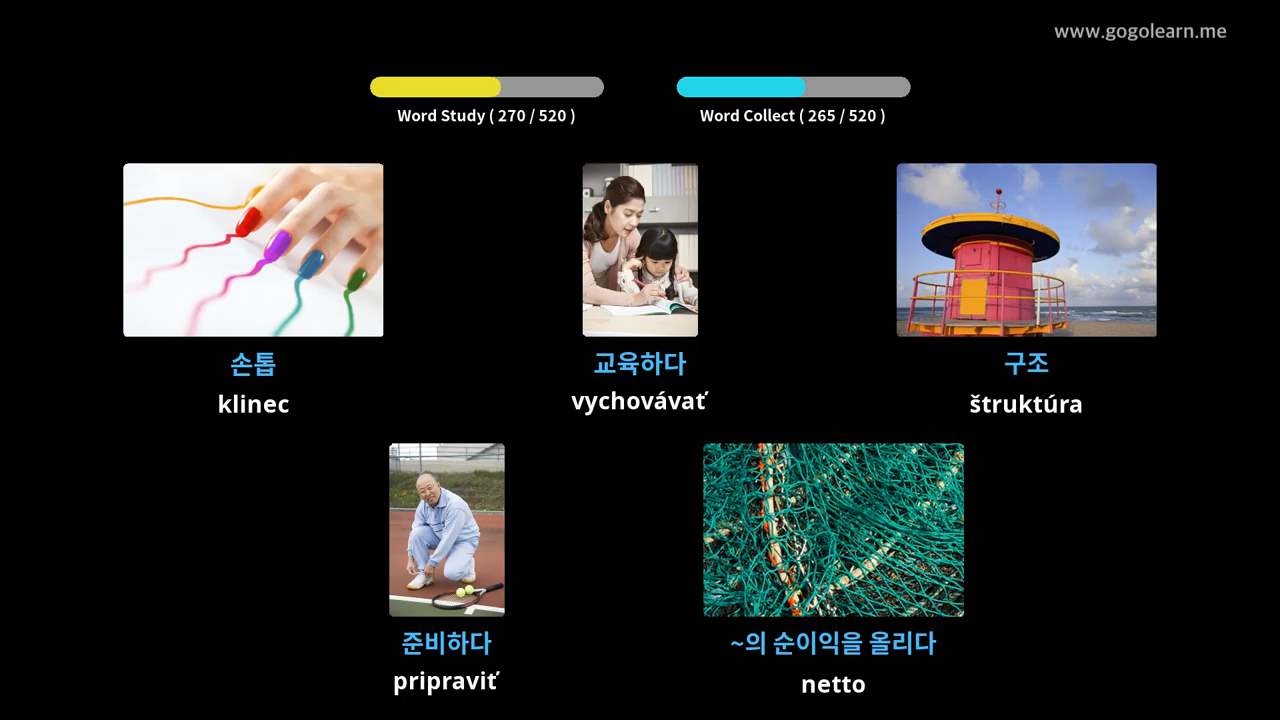 www.gogolearn.me
Word Study ( 270 / 520 )
Word Collect ( 265 / 520 )
손톱
klinec
교육하다
vychovávať
구조
štruktúra
준비하다
pripraviť
~의 순이익을 올리다
netto